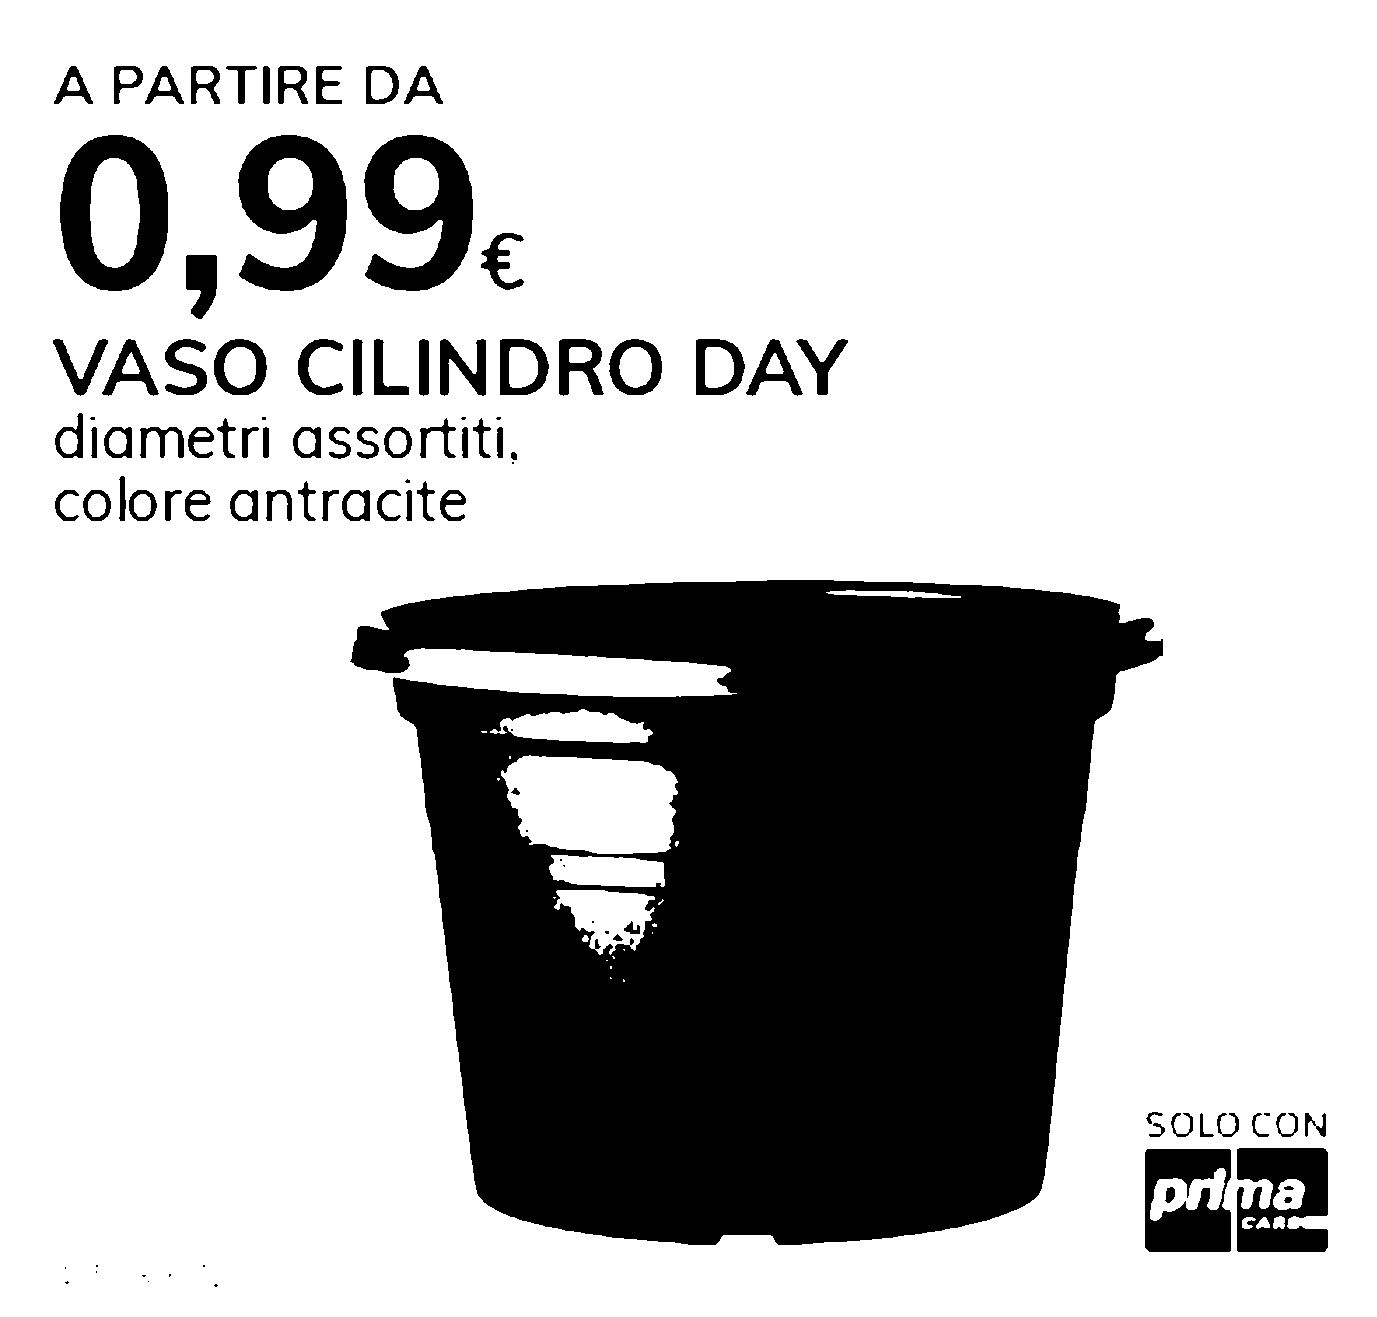 A PARTIRE DA
0,99€
VASO CILINDRO DAY
diametri assortiti,
colore antracite
SOLO CON
prima
CARD